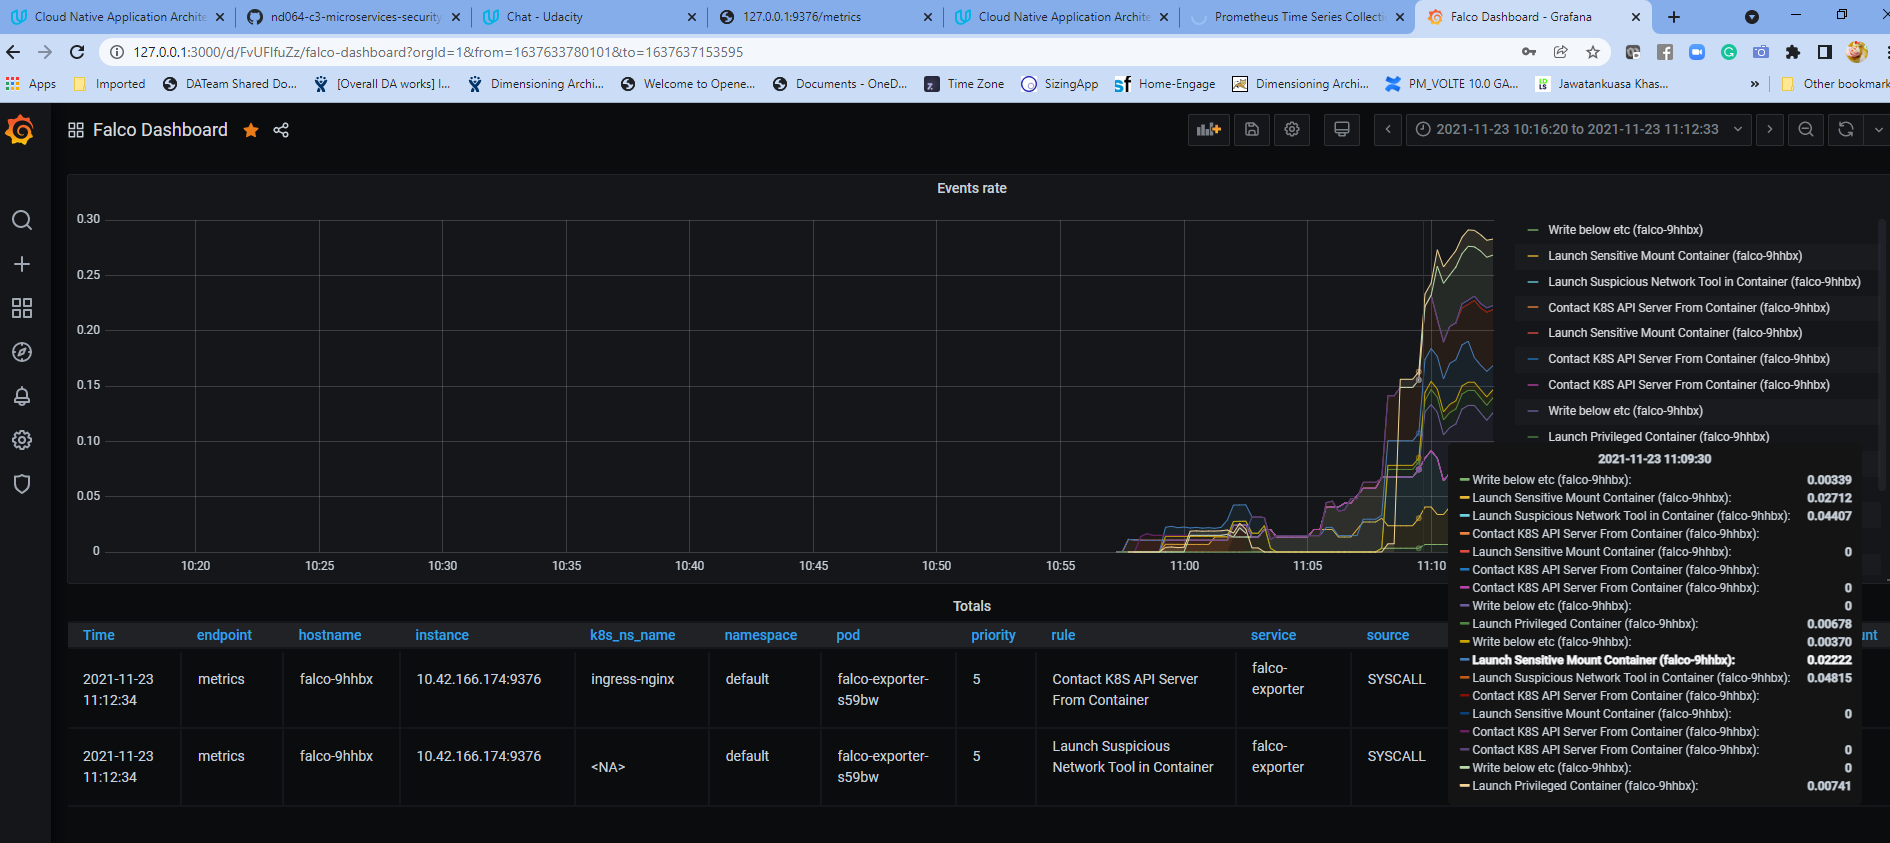 Cloud Native Application Archite
nd064-c3-microservices-security
Chat - Udacity
127.0.0.1:9376/metrics
Cloud Native Application Archite
Prometheus Time Series Collecti
Falco Dashboard - Grafana
127.0.0.1:3000/d/FvUFlfuZz/falco-dashboard?orgId=1&from=1637633780101&to=1637637153595
Apps
Imported
DATeam Shared Do...
[Overall DA works] I...
Dimensioning Archi...
Welcome to Opene...
Documents - OneD...
Time Zone
SizingApp
Home-Engage
Dimensioning Archi...
PM_VOLTE 10.0 GA...
Jawatankuasa Khas...
»
Other bookmark
Falco Dashboard
2021-11-23 10:16:20 to 2021-11-23 11:12:33
Events rate
0.30
0.25
0.20
0.15
0.10
0.05
0
10:20
10:25
10:30
10:35
10:40
10:45
10:50
10:55
11:00
11:05
11:10
Write below etc (falco-9hhbx)
Launch Sensitive Mount Container (falco-9hhbx)
Launch Suspicious Network Tool in Container (falco-9hhbx)
Contact K8S API Server From Container (falco-9hhbx)
Launch Sensitive Mount Container (falco-9hhbx)
Contact K8S API Server From Container (falco-9hhbx)
Contact K8S API Server From Container (falco-9hhbx)
Write below etc (falco-9hhbx)
Launch Privileged Container (falco-9hhbx)
2021-11-23 11:09:30
Write below etc (falco-9hhbx): 0.00339
Launch Sensitive Mount Container (falco-9hhbx): 0.02712
Launch Suspicious Network Tool in Container (falco-9hhbx): 0.04407
Contact K8S API Server From Container (falco-9hhbx):
Launch Sensitive Mount Container (falco-9hhbx): 0
Contact K8S API Server From Container (falco-9hhbx):
Contact K8S API Server From Container (falco-9hhbx): 0
Write below etc (falco-9hhbx): 0
Launch Privileged Container (falco-9hhbx): 0.00678
Write below etc (falco-9hhbx): 0.00370
Launch Sensitive Mount Container (falco-9hhbx): 0.02222
Launch Suspicious Network Tool in Container (falco-9hhbx): 0.04815
Contact K8S API Server From Container (falco-9hhbx):
Launch Sensitive Mount Container (falco-9hhbx): 0
Contact K8S API Server From Container (falco-9hhbx):
Contact K8S API Server From Container (falco-9hhbx): 0
Write below etc (falco-9hhbx): 0
Launch Privileged Container (falco-9hhbx): 0.00741
Totals
Time endpoint hostname instance k8s_ns_name namespace pod priority rule service source unt
2021-11-23 11:12:34 metrics falco-9hhbx 10.42.166.174:9376 ingress-nginx default falco-exporter-s59bw 5 Contact K8S API Server From Container falco-exporter SYSCALL
2021-11-23 11:12:34 metrics falco-9hhbx 10.42.166.174:9376 <NA> default falco-exporter-s59bw 5 Launch Suspicious Network Tool in Container falco-exporter SYSCALL